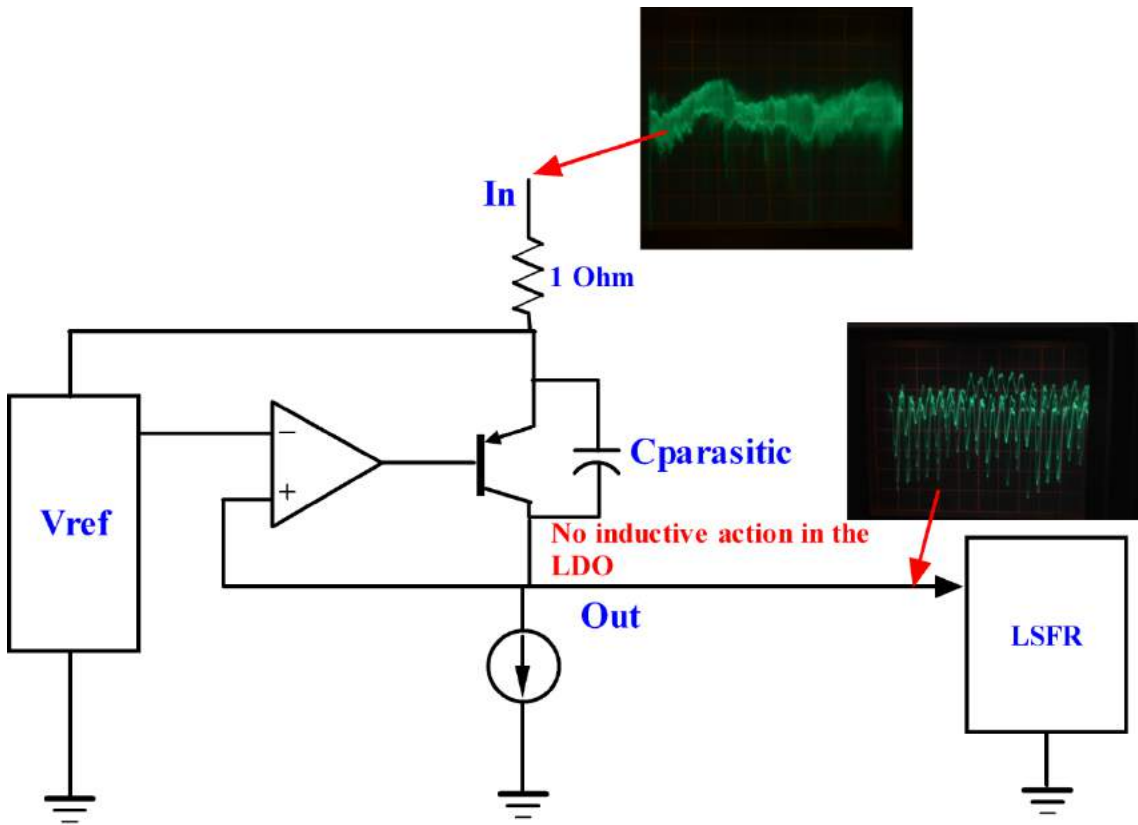 In
1 Ohm
−
+
Vref
Cparasitic
No inductive action in the
LDO
Out
LSFR